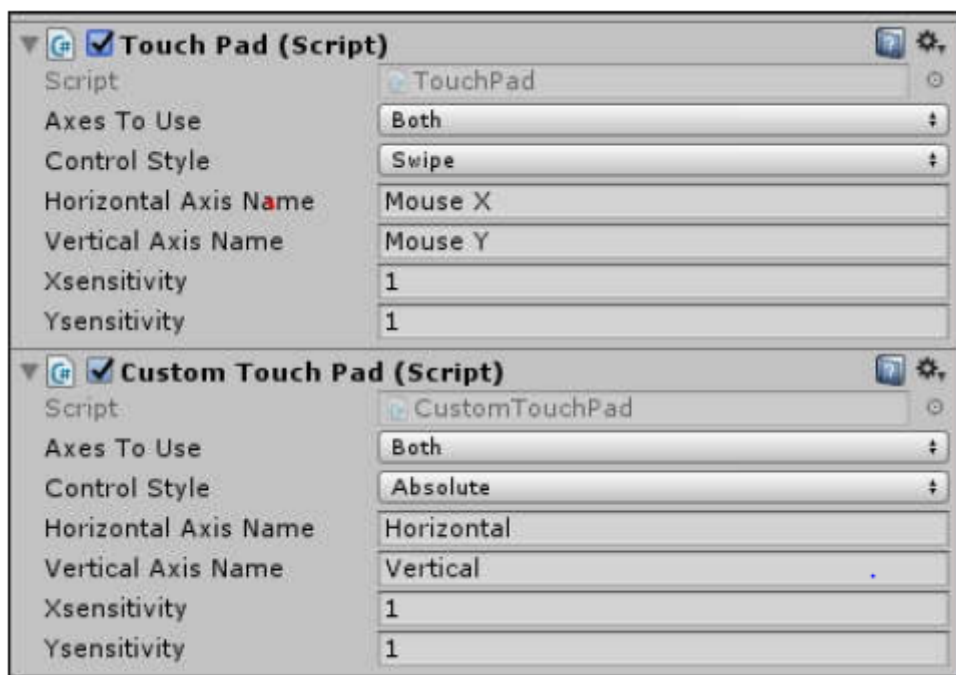 Touch Pad (Script)
Script TouchPad
Axes To Use Both
Control Style Swipe
Horizontal Axis Name Mouse X
Vertical Axis Name Mouse Y
Xsensitivity 1
Ysensitivity 1
Custom Touch Pad (Script)
Script CustomTouchPad
Axes To Use Both
Control Style Absolute
Horizontal Axis Name Horizontal
Vertical Axis Name Vertical
Xsensitivity 1
Ysensitivity 1